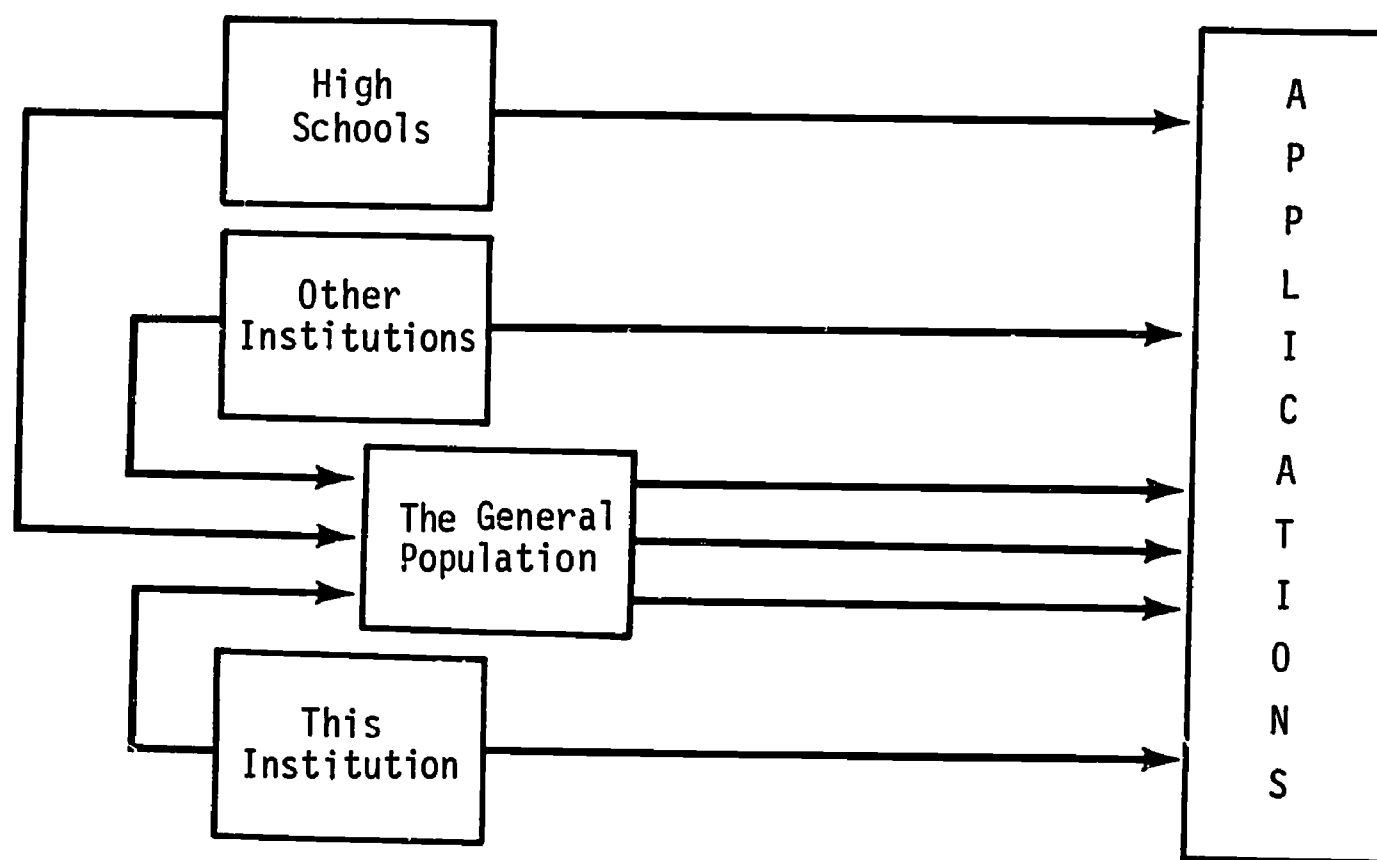 High
Schools
Other
Institutions
The General
Population
This
Institution
A
P
P
L
I
C
A
T
I
O
N
S